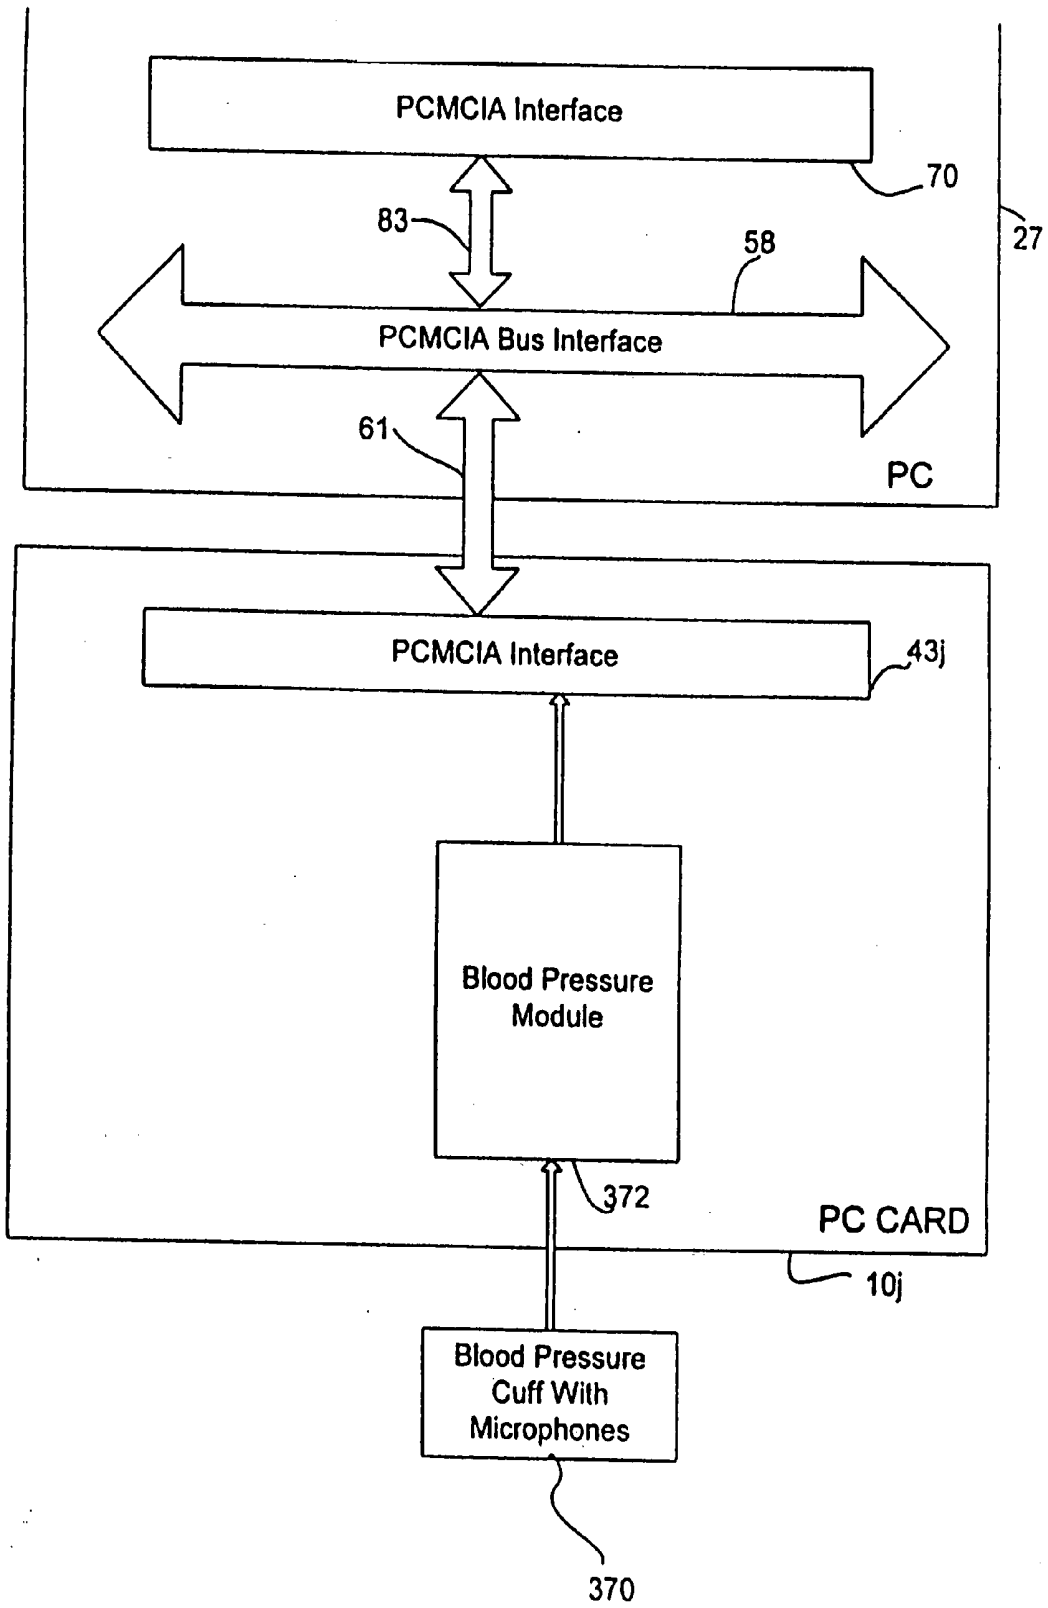 PCMCIA Interface
70
83
27
58
PCMCIA Bus Interface
61
PC
PCMCIA Interface
43j
Blood Pressure
Module
372
PC CARD
10j
Blood Pressure
Cuff With
Microphones
370